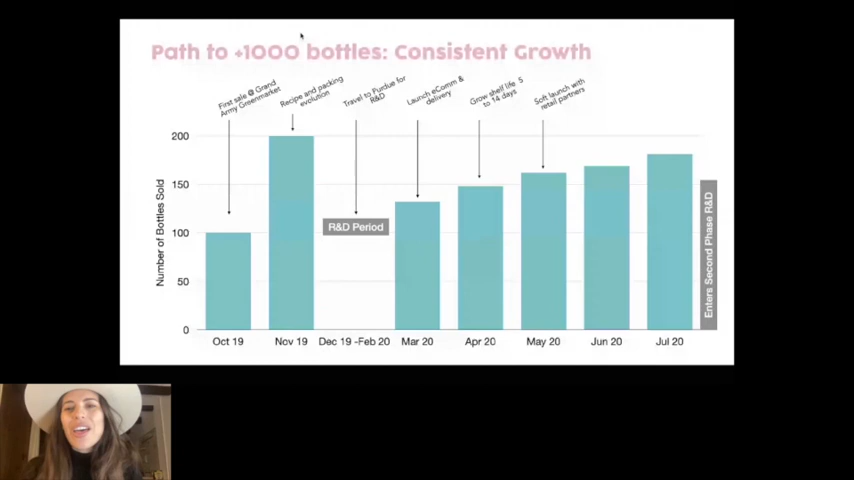 Path to +1000 bottles: Consistent Growth
First sale @ Grand
Army Greenmarket
Recipe and packing
evolution
Travel to Purdue for
R&D
Launch eComm &
delivery
Grow shelf life 5
to 14 days
Soft launch with
retail partners
Number of Bottles Sold
200
150
100
50
0
R&D Period
Enters Second Phase R&D
Oct 19
Nov 19
Dec 19 -Feb 20
Mar 20
Apr 20
May 20
Jun 20
Jul 20